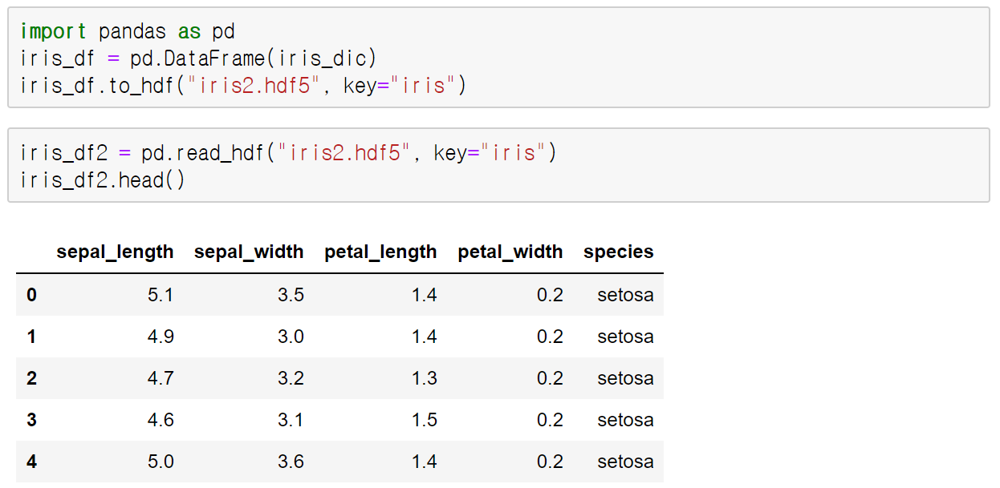 import pandas as pd
iris_df = pd.DataFrame(iris_dic)
iris_df.to_hdf("iris2.hdf5", key="iris")
iris_df2 = pd.read_hdf("iris2.hdf5", key="iris")
iris_df2.head()
sepal_length sepal_width petal_length petal_width species
0 5.1 3.5 1.4 0.2 setosa
1 4.9 3.0 1.4 0.2 setosa
2 4.7 3.2 1.3 0.2 setosa
3 4.6 3.1 1.5 0.2 setosa
4 5.0 3.6 1.4 0.2 setosa